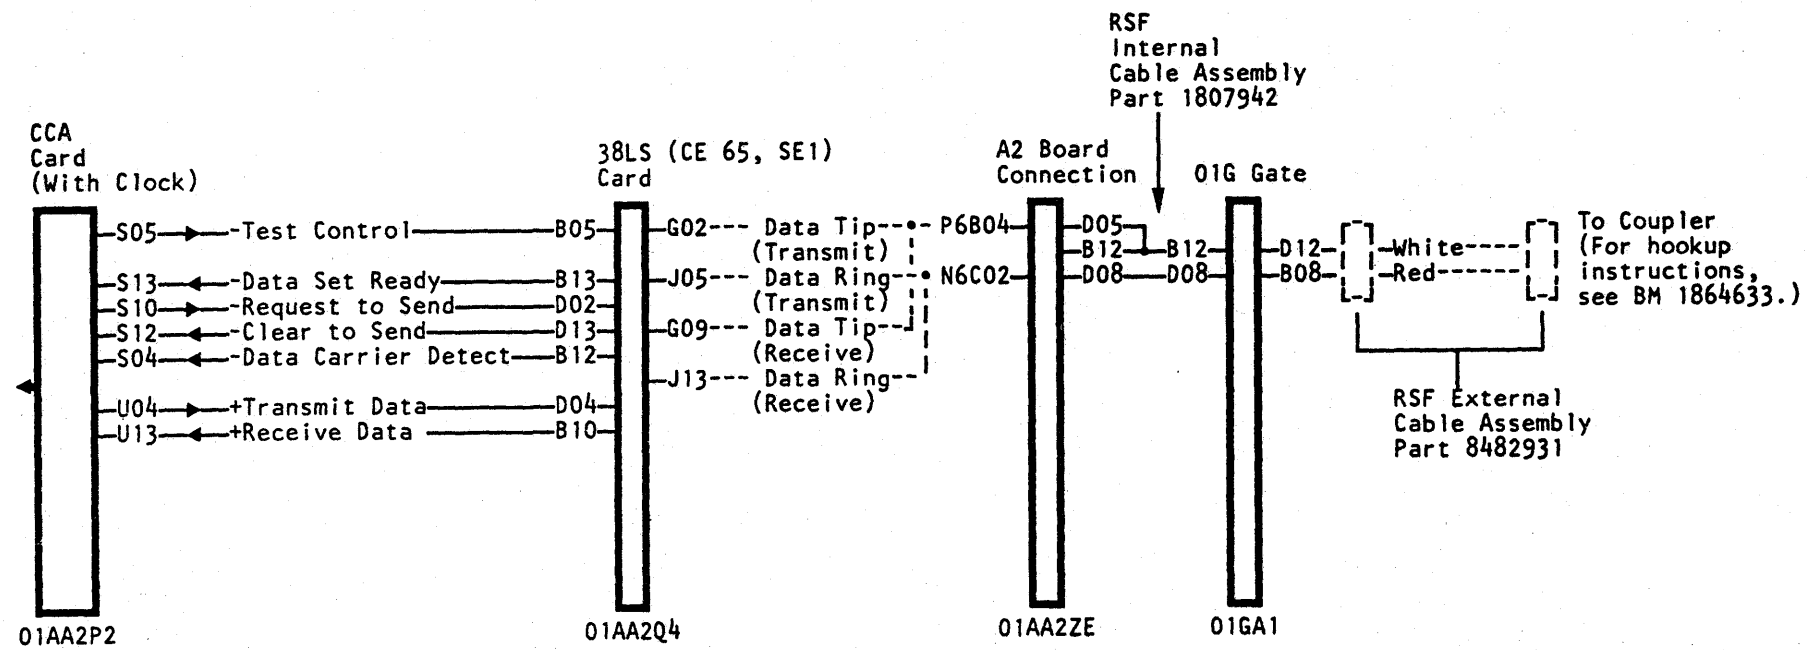 RSF
Internal
Cable Assembly
Part 1807942
CCA
Card
(With Clock)
38LS (CE 65, SE1)
Card
A2 Board
Connection
01G Gate
S05 -Test Control B05 G02 Data Tip P6B04 D05
(Transmit) B12 B12 D12 -White
S13 -Data Set Ready B13 J05 Data Ring N6C02 D08 D08 B08 -Red
S10 -Request to Send D02 (Transmit)
S12 -Clear to Send D13 G09 Data Tip
S04 -Data Carrier Detect B12 (Receive)
J13 Data Ring
U04 +Transmit Data D04 (Receive)
U13 +Receive Data B10
To Coupler
(For hookup
instructions,
see BM 1864633.)
RSF External
Cable Assembly
Part 8482931
01AA2P2
01AA2Q4
01AA2ZE
01GA1